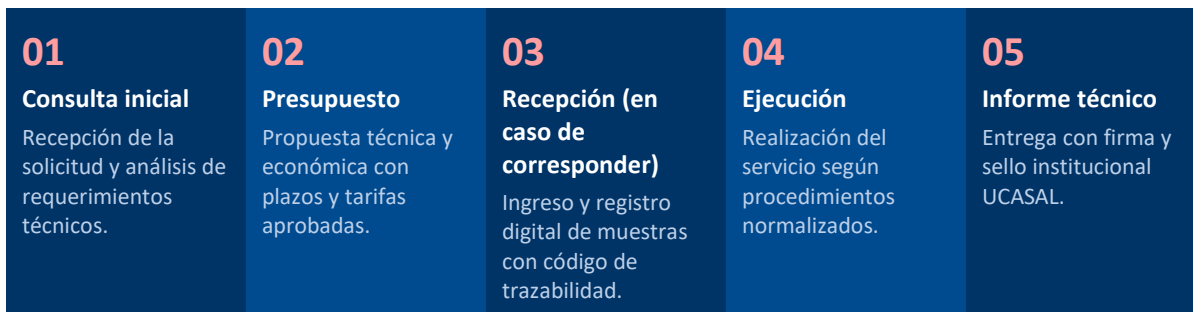 01
Consulta inicial
Recepción de la
solicitud y análisis de
requerimientos
técnicos.
02
Presupuesto
Propuesta técnica y
económica con
plazos y tarifas
aprobadas.
03
Recepción (en
caso de
corresponder)
Ingreso y registro
digital de muestras
con código de
trazabilidad.
04
Ejecución
Realización del
servicio según
procedimientos
normalizados.
05
Informe técnico
Entrega con firma y
sello institucional
UCASAL.